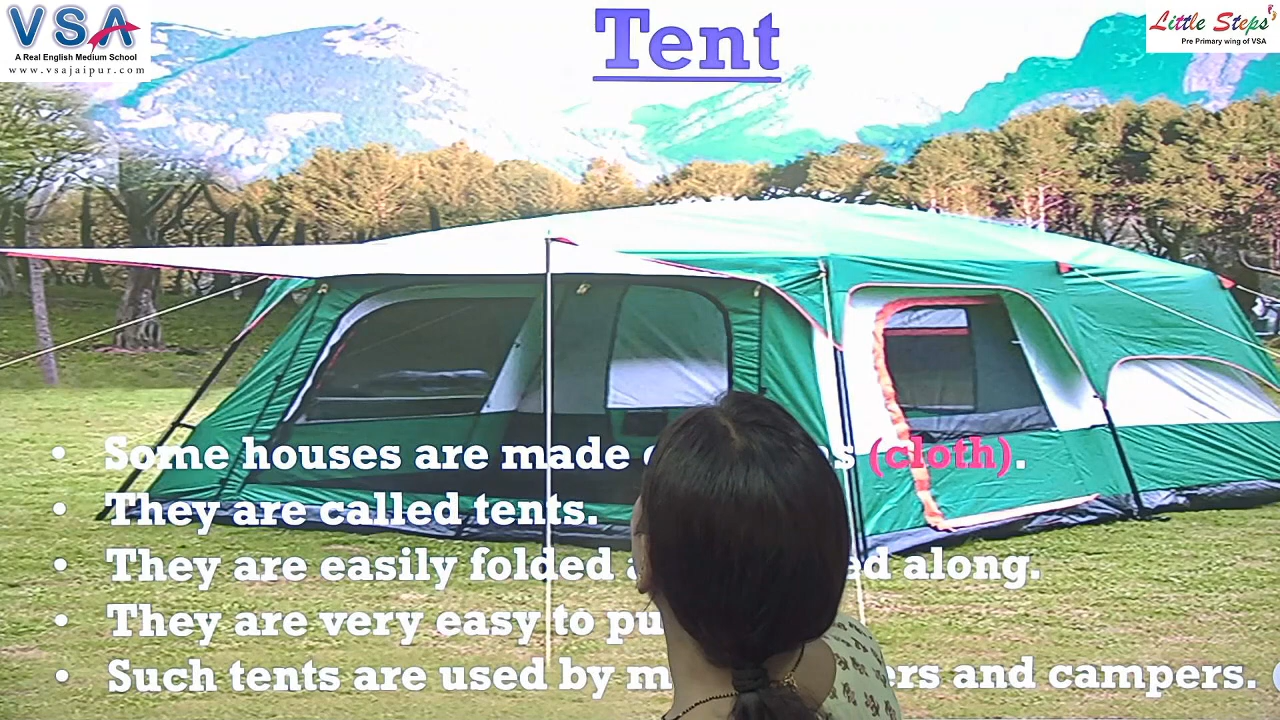 VSA
A Real English Medium School
www.vsajaipur.com
Tent
Little Steps
Pre Primary wing of VSA
• Some houses are made (cloth).
• They are called tents.
• They are easily folded along.
• They are very easy to
• Such tents are used by and campers.